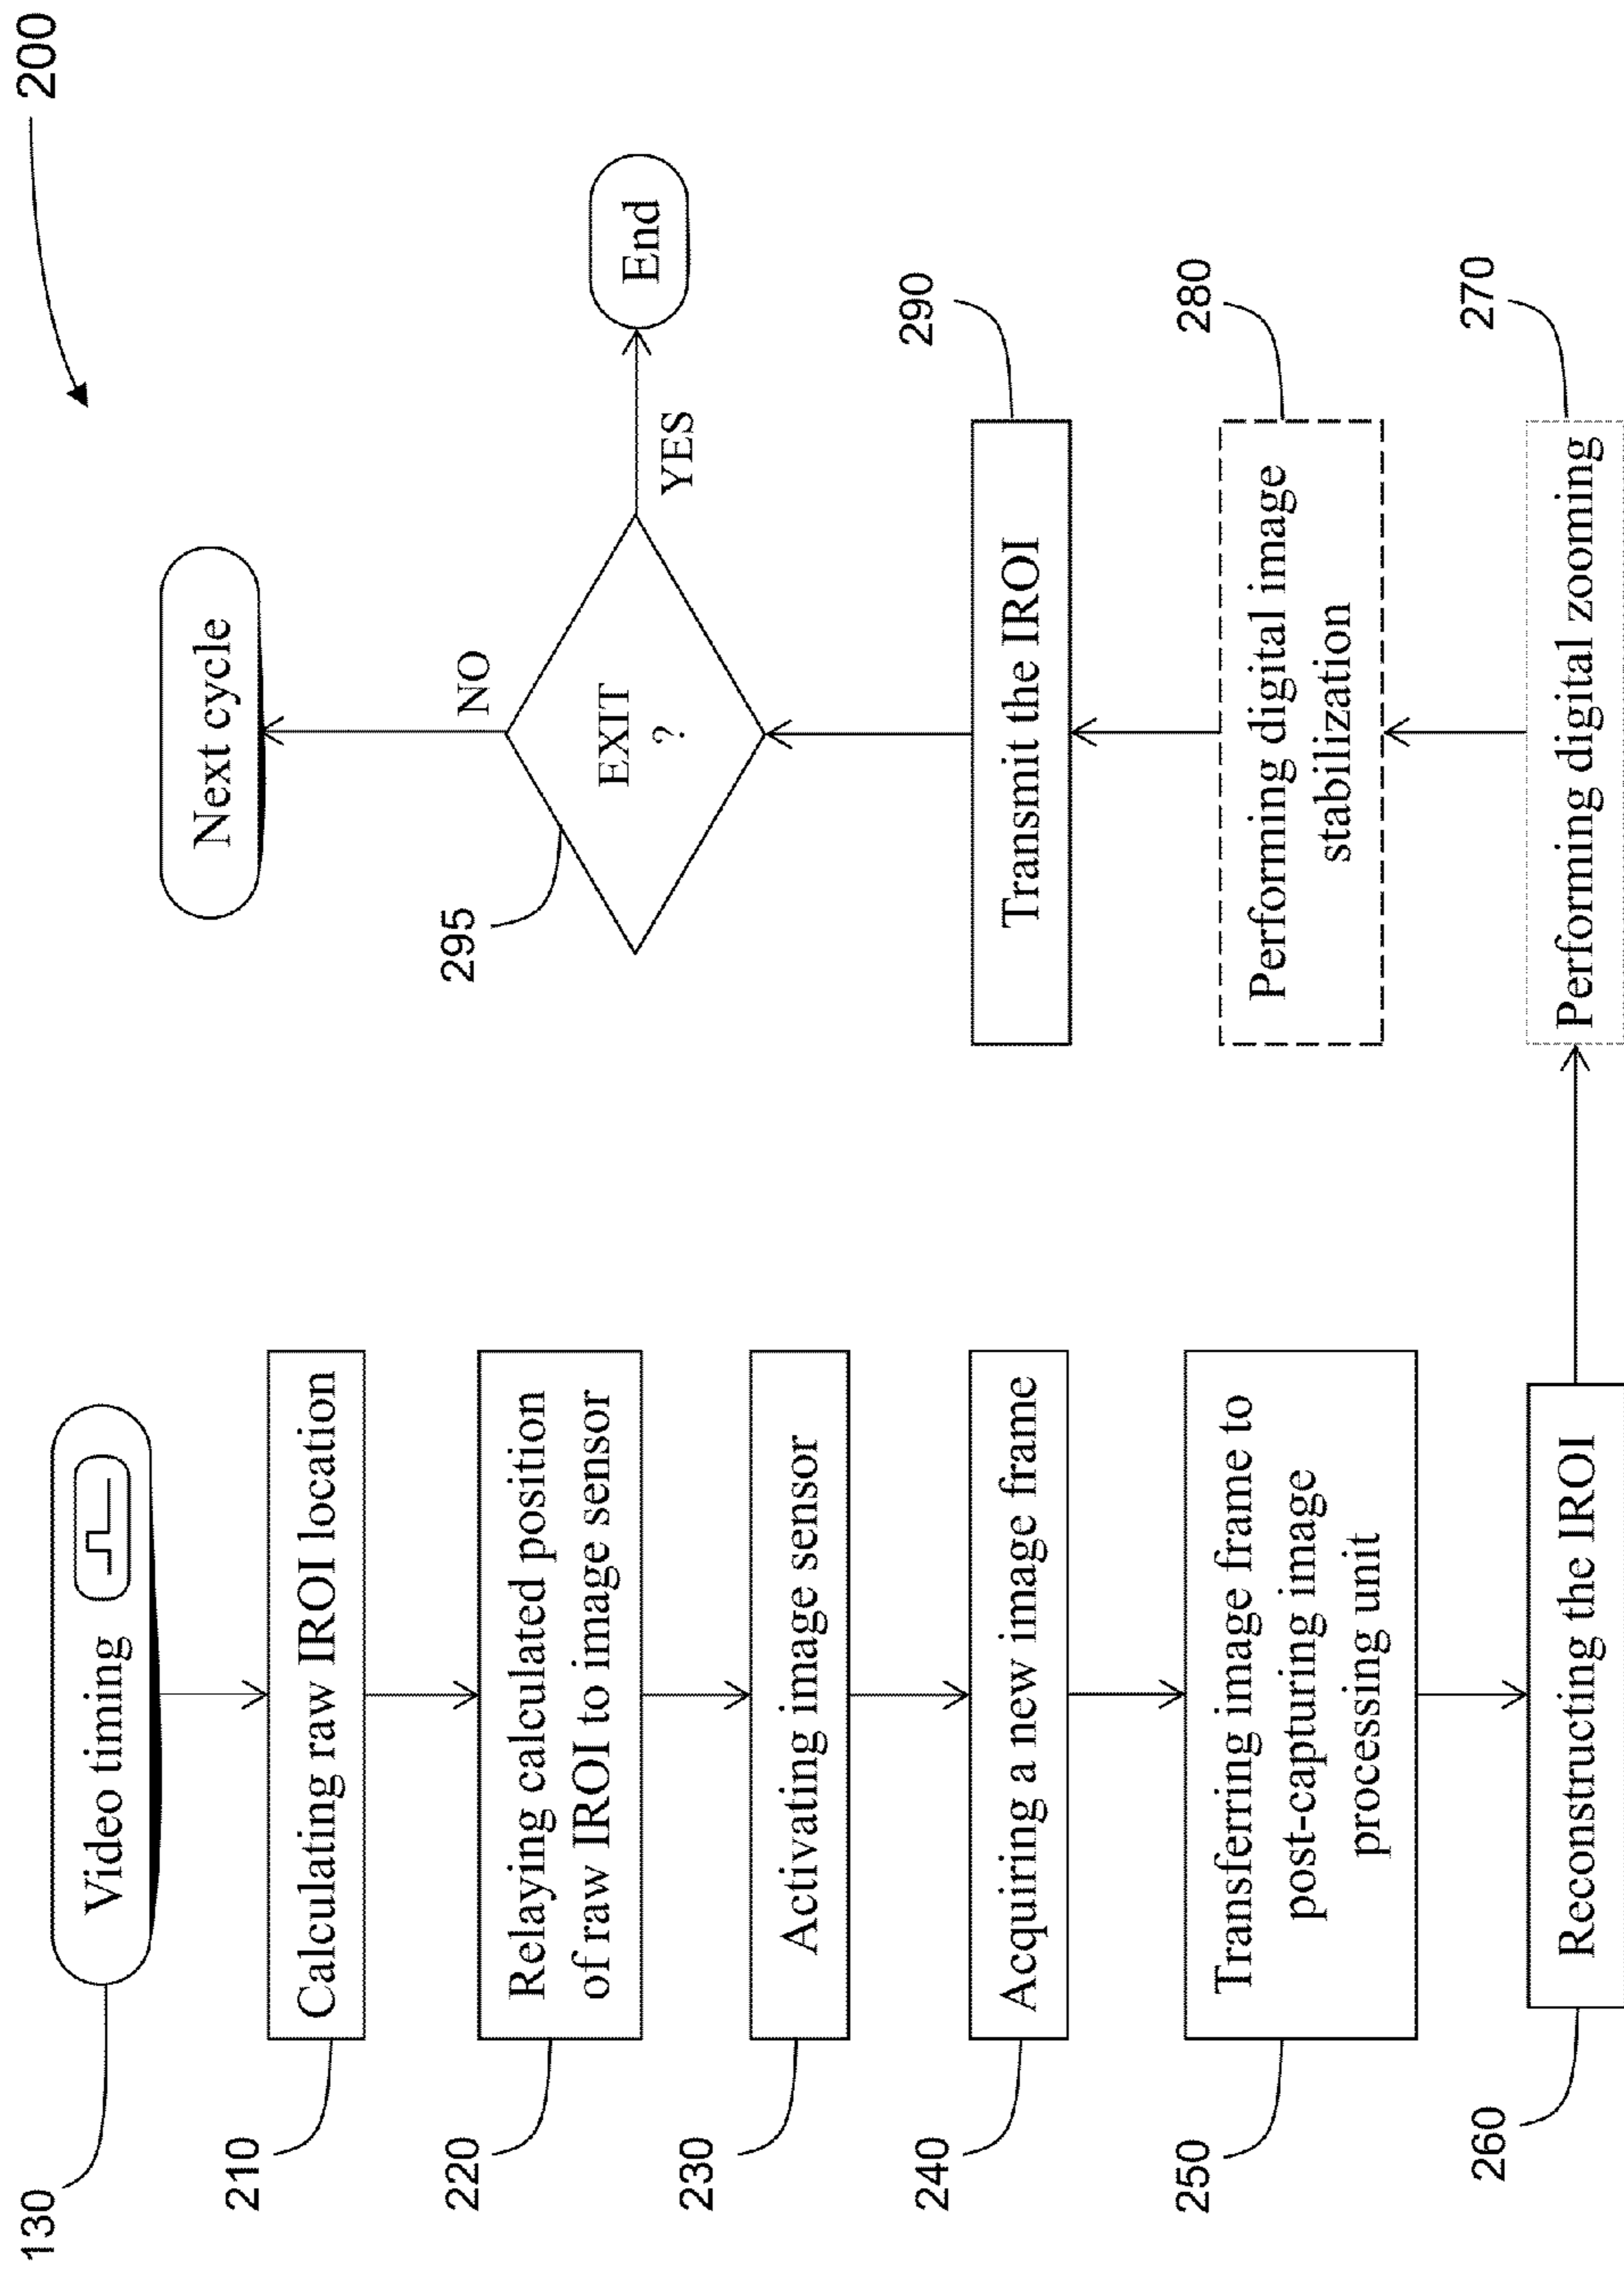 200
130
Video timing
210
Calculating raw IROI location
220
Relaying calculated position
of raw IROI to image sensor
230
Activating image sensor
240
Acquiring a new image frame
250
Transferring image frame to
post-capturing image
processing unit
260
Reconstructing the IROI
270
Performing digital zooming
280
Performing digital image
stabilization
290
Transmit the IROI
295
EXIT
?
YES
End
NO
Next cycle